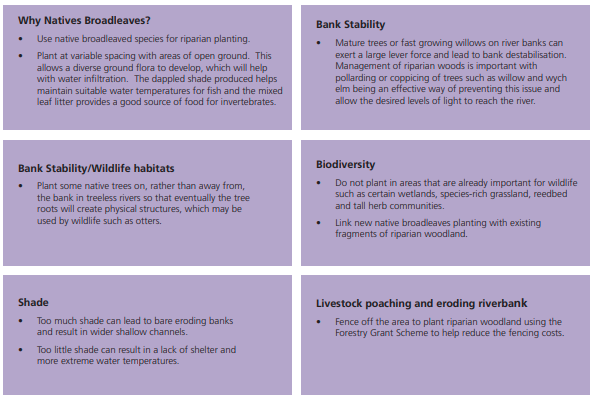 Why Natives Broadleaves?
• Use native broadleaved species for riparian planting.
• Plant at variable spacing with areas of open ground. This
allows a diverse ground flora to develop, which will help
with water infiltration. The dappled shade produced helps
maintain suitable water temperatures for fish and the mixed
leaf litter provides a good source of food for invertebrates.
Bank Stability
• Mature trees or fast growing willows on river banks can
exert a large lever force and lead to bank destabilisation.
Management of riparian woods is important with
pollarding or coppicing of trees such as willow and wych
elm being an effective way of preventing this issue and
allow the desired levels of light to reach the river.
Bank Stability/Wildlife habitats
• Plant some native trees on, rather than away from,
the bank in treeless rivers so that eventually the tree
roots will create physical structures, which may be
used by wildlife such as otters.
Biodiversity
• Do not plant in areas that are already important for wildlife
such as certain wetlands, species-rich grassland, reedbed
and tall herb communities.
• Link new native broadleaves planting with existing
fragments of riparian woodland.
Shade
• Too much shade can lead to bare eroding banks
and result in wider shallow channels.
• Too little shade can result in a lack of shelter and
more extreme water temperatures.
Livestock poaching and eroding riverbank
• Fence off the area to plant riparian woodland using the
Forestry Grant Scheme to help reduce the fencing costs.